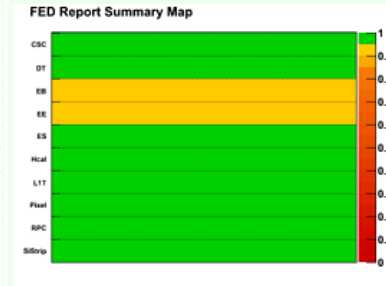 FED Report Summary Map
CSC
DT
EB
EE
ES
Hcal
L1T
Pixel
RPC
SiStrip
1
0